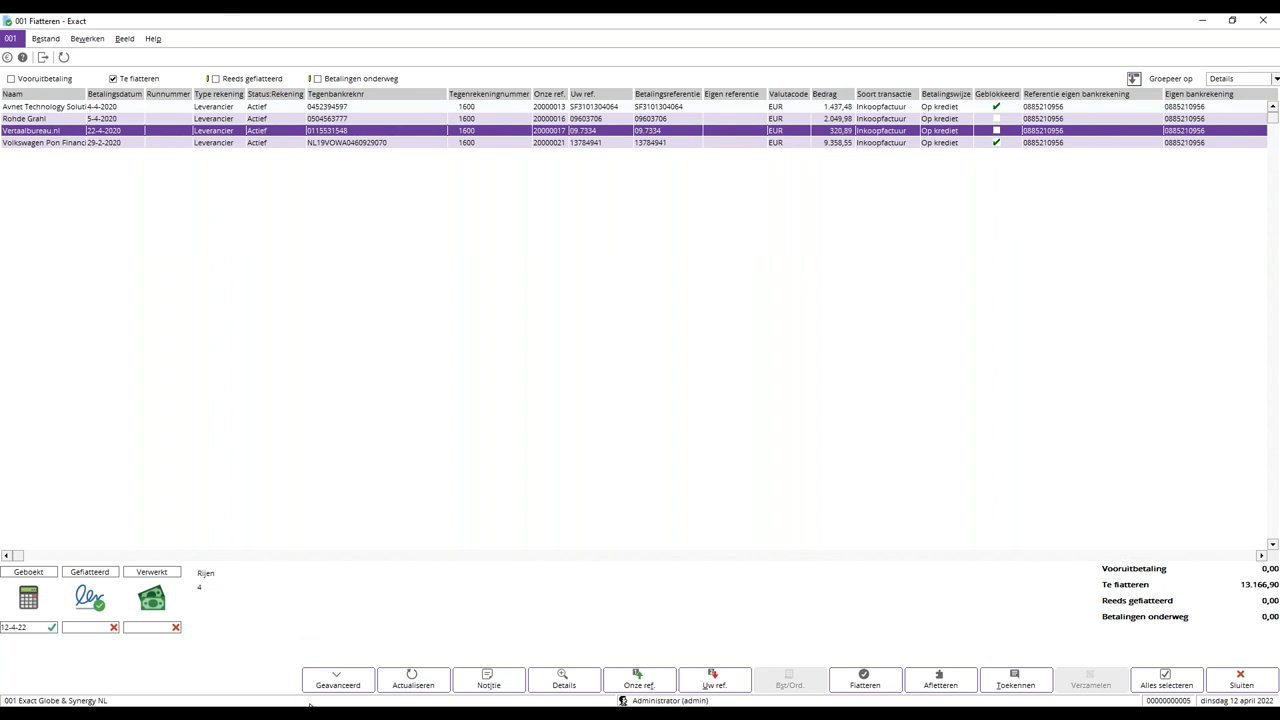 001 Fiatteren - Exact
001 Bestand Bewerken Beeld Help
Vooruitbetaling Te fiatteren Reeds gefiatteerd Betalingen onderweg Groepeer op Details
Naam Betalingsdatum Runnummer Type rekening Status:Rekening Tegenbankreknr Tegenrekeningnummer Onze ref. Uw ref. Betalingsreferentie Eigen referentie Valutacode Bedrag Soort transactie Betalingswijze Geblokkeerd Referentie eigen bankrekening Eigen bankrekening
Avnet Technology Soluti 4-4-2020 Leverancier Actief 0452394597 1600 20000013 SF3101304064 SF3101304064 EUR 1.437,48 Inkoopfactuur Op krediet 0885210956 0885210956
Rohde Grahl 5-4-2020 Leverancier Actief 0504563777 1600 20000016 09603706 09603706 EUR 2.049,98 Inkoopfactuur Op krediet 0885210956 0885210956
Vertaalbureau.nl 22-4-2020 Leverancier Actief 0115531548 1600 20000017 09.7334 09.7334 EUR 320,89 Inkoopfactuur Op krediet 0885210956 0885210956
Volkswagen Pon Financi 29-2-2020 Leverancier Actief NL19VOWA0460929070 1600 20000021 13784941 13784941 EUR 9.358,55 Inkoopfactuur Op krediet 0885210956 0885210956
Geboekt Gefiatteerd Verwerkt Rijen
4
12-4-22
Vooruitbetaling 0,00
Te fiatteren 13.166,90
Reeds gefiatteerd 0,00
Betalingen onderweg 0,00
Geavanceerd Actualiseren Notitie Details Onze ref. Uw ref. Bgt/Ord. Fiatteren Afletteren Toekennen Verzamelen Alles selecteren Sluiten
001 Exact Globe & Synergy NL Administrator (admin) 00000000005 dinsdag 12 april 2022